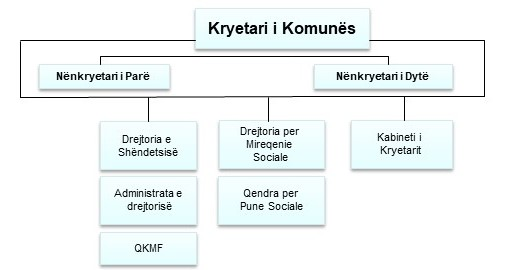 Kryetari i Komunës
Nënkryetari i Parë
Nënkryetari i Dytë
Drejtoria e
Shëndetsisë
Drejtoria per
Mireqenie
Sociale
Kabineti i
Kryetarit
Administrata e
drejtorisë
Qendra per
Pune Sociale
QKMF